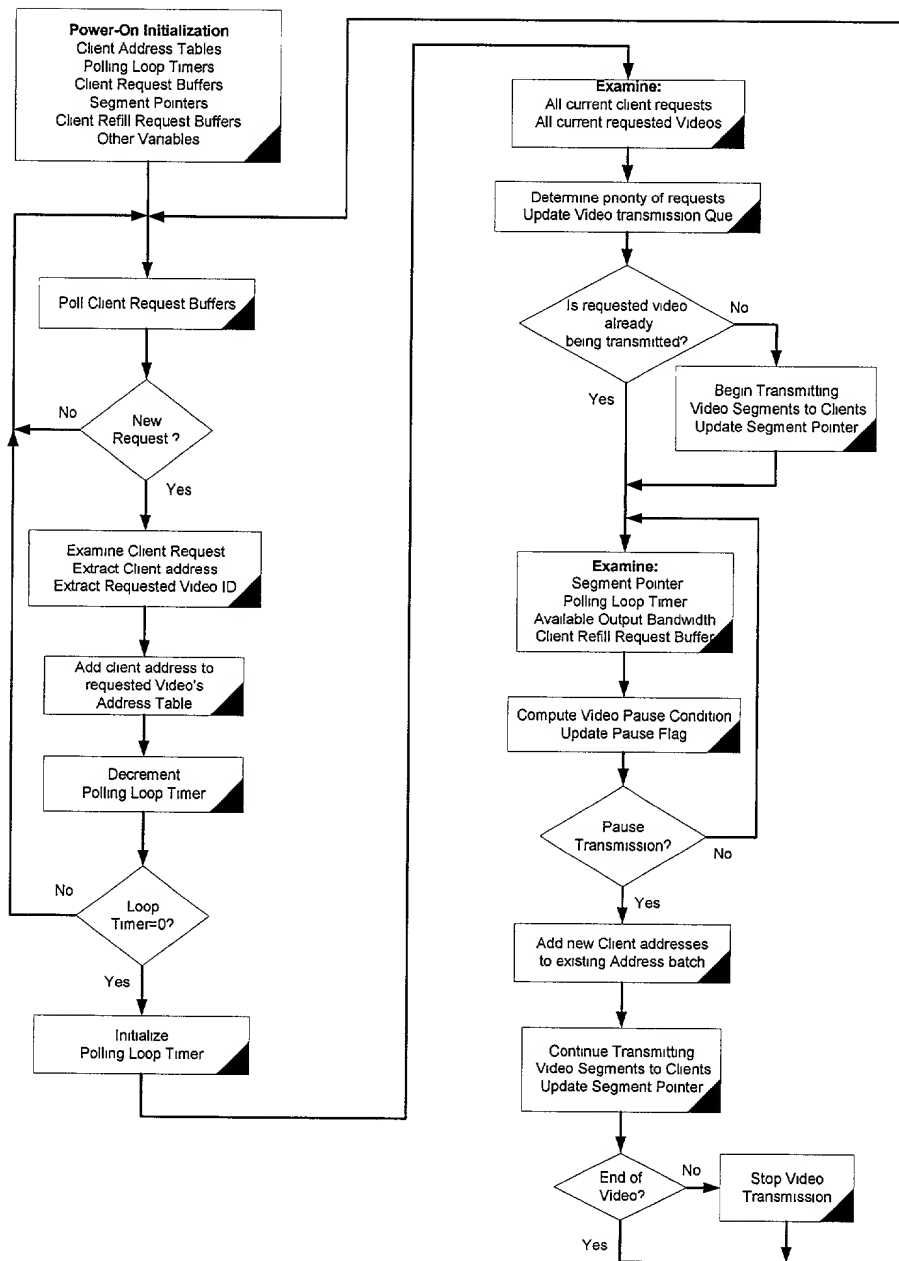 Power-On Initialization
Client Address Tables
Polling Loop Timers
Client Request Buffers
Segment Pointers
Client Refill Request Buffers
Other Variables
Poll Client Request Buffers
No
New
Request ?
Yes
Examine Client Request
Extract Client address
Extract Requested Video ID
Add client address to
requested Video's
Address Table
Decrement
Polling Loop Timer
No
Loop
Timer=0?
Yes
Initialize
Polling Loop Timer
Examine:
All current client requests
All current requested Videos
Determine priority of requests
Update Video transmission Que
Is requested video
already
being transmitted?
No
Yes
Begin Transmitting
Video Segments to Clients
Update Segment Pointer
Examine:
Segment Pointer
Polling Loop Timer
Available Output Bandwidth
Client Refill Request Buffer
Compute Video Pause Condition
Update Pause Flag
Pause
Transmission?
No
Yes
Add new Client addresses
to existing Address batch
Continue Transmitting
Video Segments to Clients
Update Segment Pointer
End of
Video?
No
Stop Video
Transmission
Yes